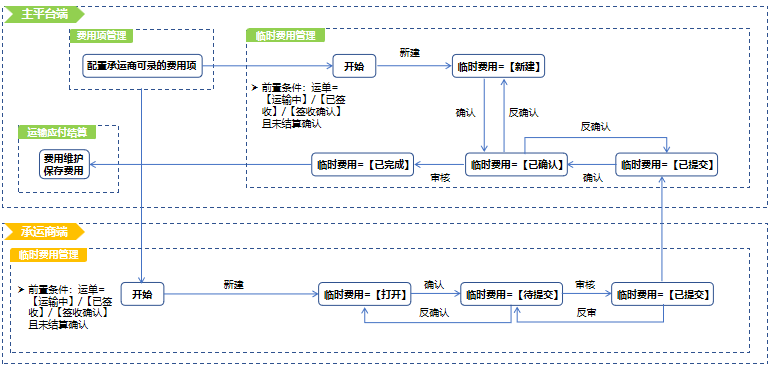 主平台端
费用项管理
配置承运商可录的费用项
临时费用管理
开始
新建
临时费用=【新建】
前置条件：运单=
【运输中】/【已签
收】/【签收确认】
且未结算确认
确认
反确认
反确认
运输应付结算
费用维护
保存费用
临时费用=【已完成】
审核
临时费用=【已确认】
确认
临时费用=【已提交】
承运商端
临时费用管理
前置条件：运单=
【运输中】/【已签
收】/【签收确认】
且未结算确认
开始
新建
临时费用=【打开】
确认
反确认
临时费用=【待提交】
审核
反审
临时费用=【已提交】